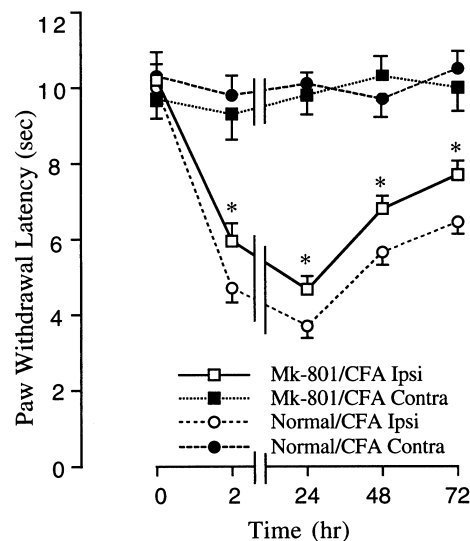 12
10
8
6
4
2
0
Paw Withdrawal Latency (sec)
*
*
*
*
Mk-801/CFA Ipsi
Mk-801/CFA Contra
Normal/CFA Ipsi
Normal/CFA Contra
0 2 24 48 72
Time (hr)